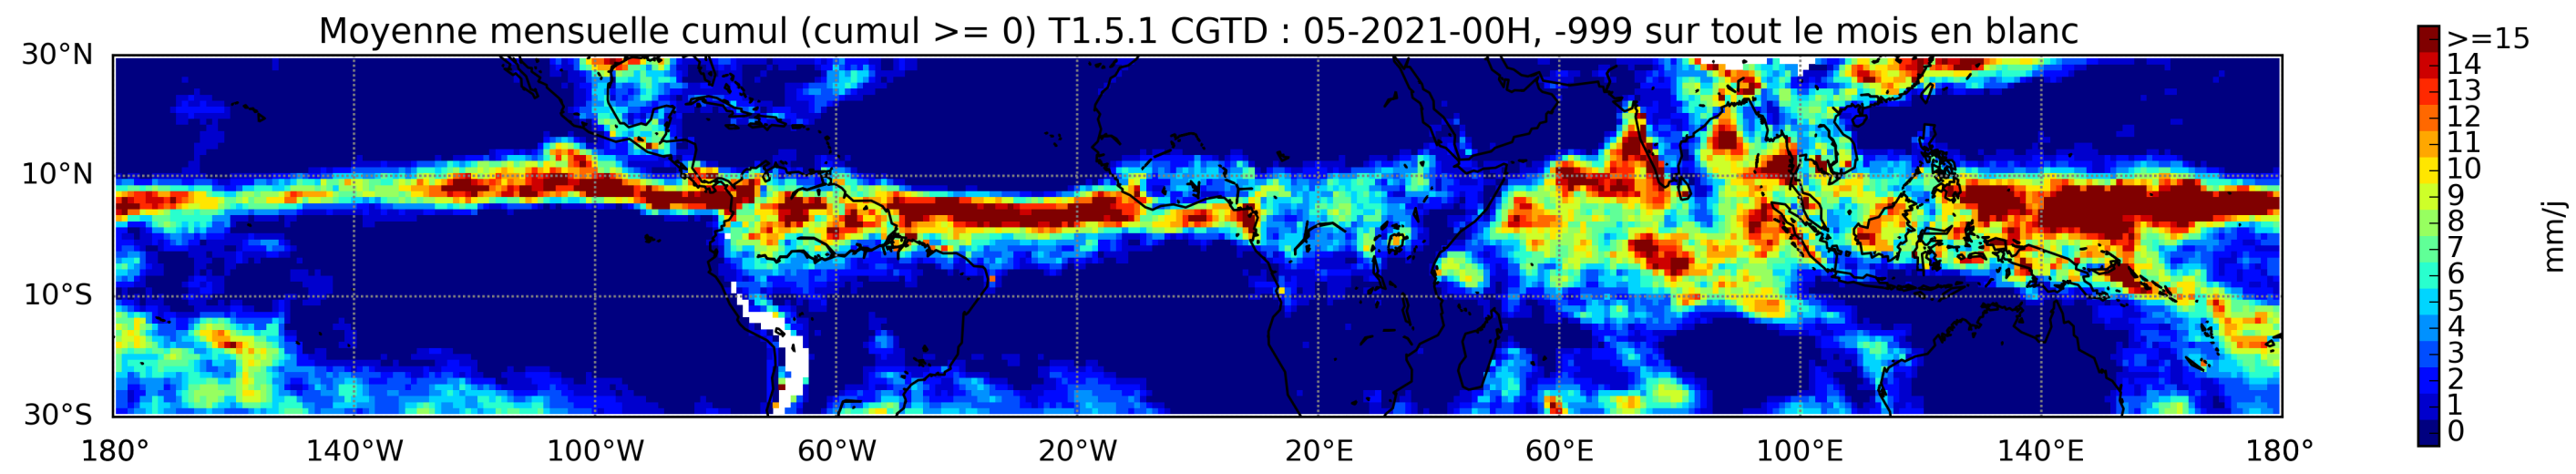 Moyenne mensuelle cumul (cumul >= 0) T1.5.1 CGTD : 05-2021-00H, -999 sur tout le mois en blanc
30°N
10°N
10°S
30°S
180° 140°W 100°W 60°W 20°W 20°E 60°E 100°E 140°E 180°
>=15
14
13
12
11
10
9
8
7
6
5
4
3
2
1
0
mm/j